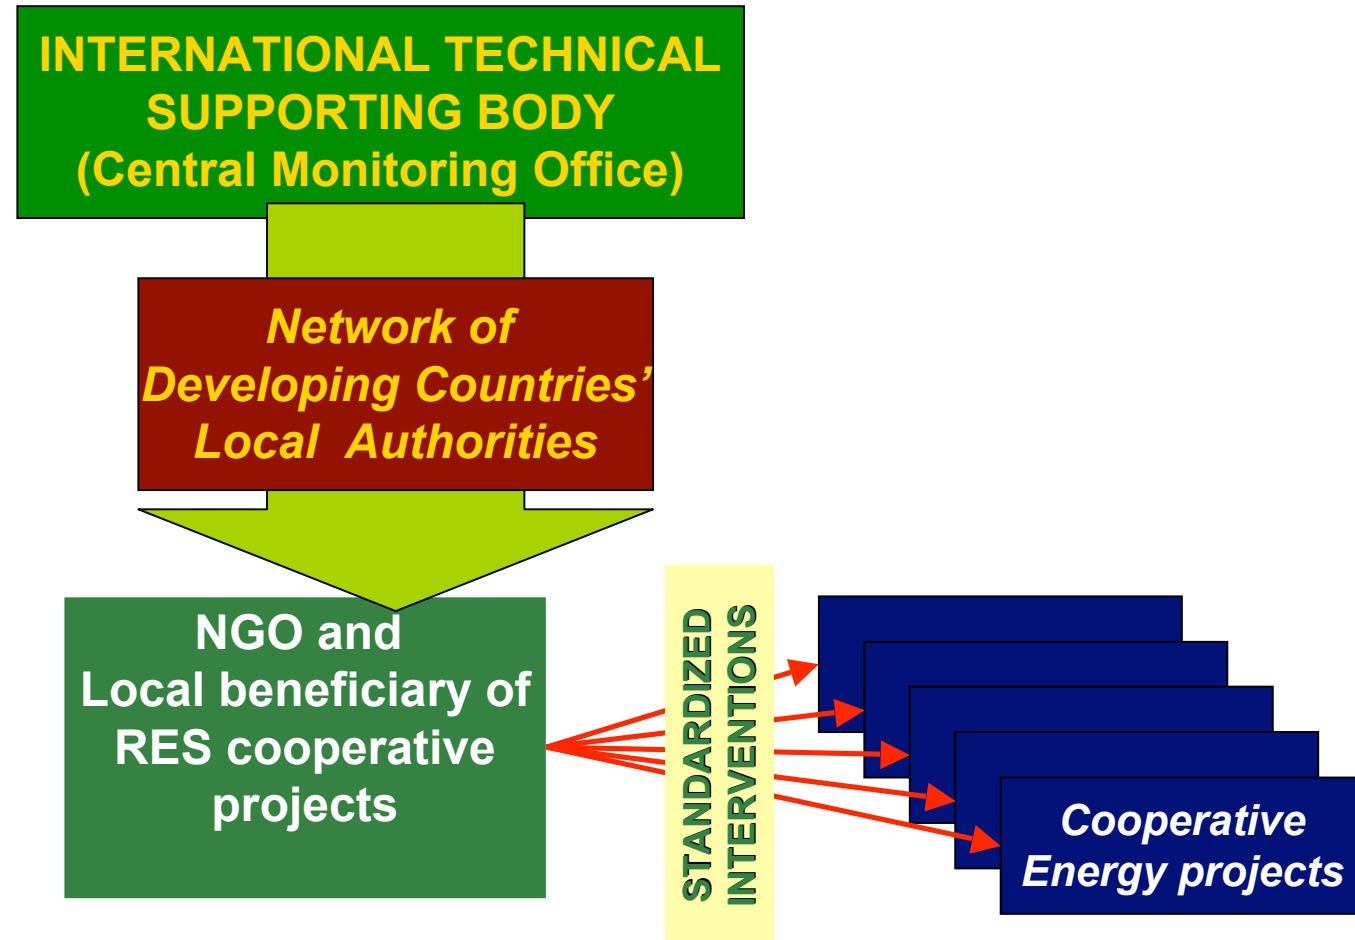 INTERNATIONAL TECHNICAL
SUPPORTING BODY
(Central Monitoring Office)
Network of
Developing Countries’
Local Authorities
NGO and
Local beneficiary of
RES cooperative
projects
STANDARDIZED
INTERVENTIONS
Cooperative
Energy projects